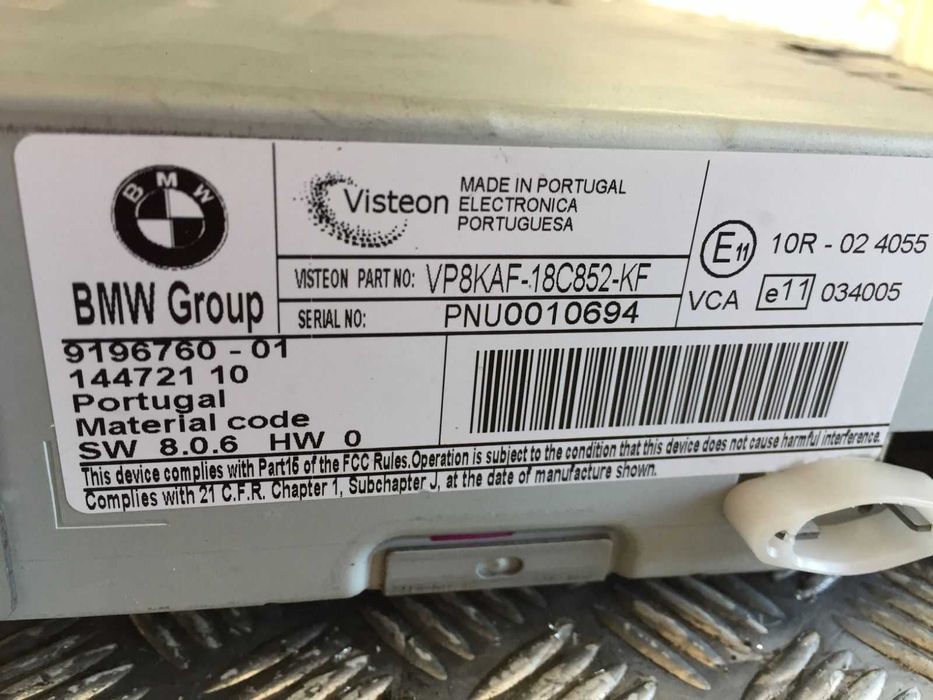 BMW
BMW Group
Visteon
MADE IN PORTUGAL
ELECTRONICA
PORTUGUESA
VISTEON PART NO: VP8KAF-18C852-KF
SERIAL NO: PNU0010694
E11 10R - 02 4055
VCA e11 034005
9196760 - 01
144721 10
Portugal
Material code
SW 8.0.6 HW 0
This device complies with Part15 of the FCC Rules.Operation is subject to the condition that this device does not cause harmful interference.
Complies with 21 C.F.R. Chapter 1, Subchapter J, at the date of manufacture shown.